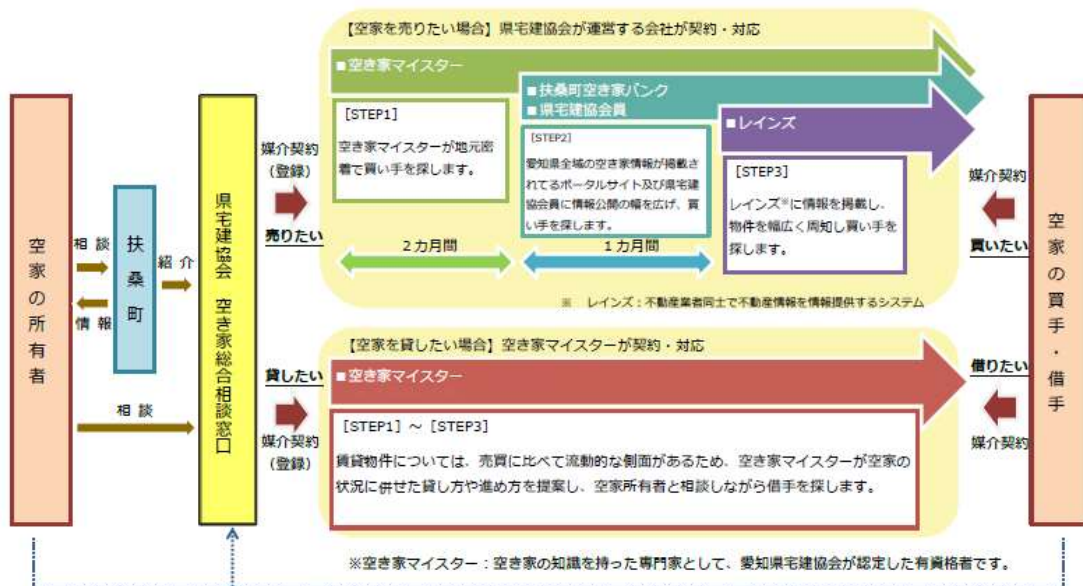 【空家を売りたい場合】県宅建協会が運営する会社が契約・対応
■空き家マイスター
■扶桑町空き家バンク
■県宅建協会員
■レインズ
[STEP1]
空き家マイスターが地元密
着で買い手を探します。
[STEP2]
愛知県全域の空き家情報が掲載さ
れてるポータルサイト及び県宅建
協会員に情報公開の幅を広げ、買
い手を探します。
[STEP3]
レインズ※に情報を掲載し、
物件を幅広く周知し買い手を
探します。
2カ月間
1カ月間
※ レインズ：不動産業者同士で不動産情報を情報提供するシステム
空家の所有者
相談
情報
扶桑町
紹介
相談
県宅建協会 空き家総合相談窓口
媒介契約
(登録)
売りたい
貸したい
媒介契約
(登録)
【空家を貸したい場合】空き家マイスターが契約・対応
■空き家マイスター
[STEP1] ～ [STEP3]
賃貸物件については、売買に比べて流動的な側面があるため、空き家マイスターが空家の
状況に併せた貸し方や進め方を提案し、空家所有者と相談しながら借手を探します。
媒介契約
買いたい
借りたい
媒介契約
空家の買手・借手
※空き家マイスター：空き家の知識を持った専門家として、愛知県宅建協会が認定した有資格者です。